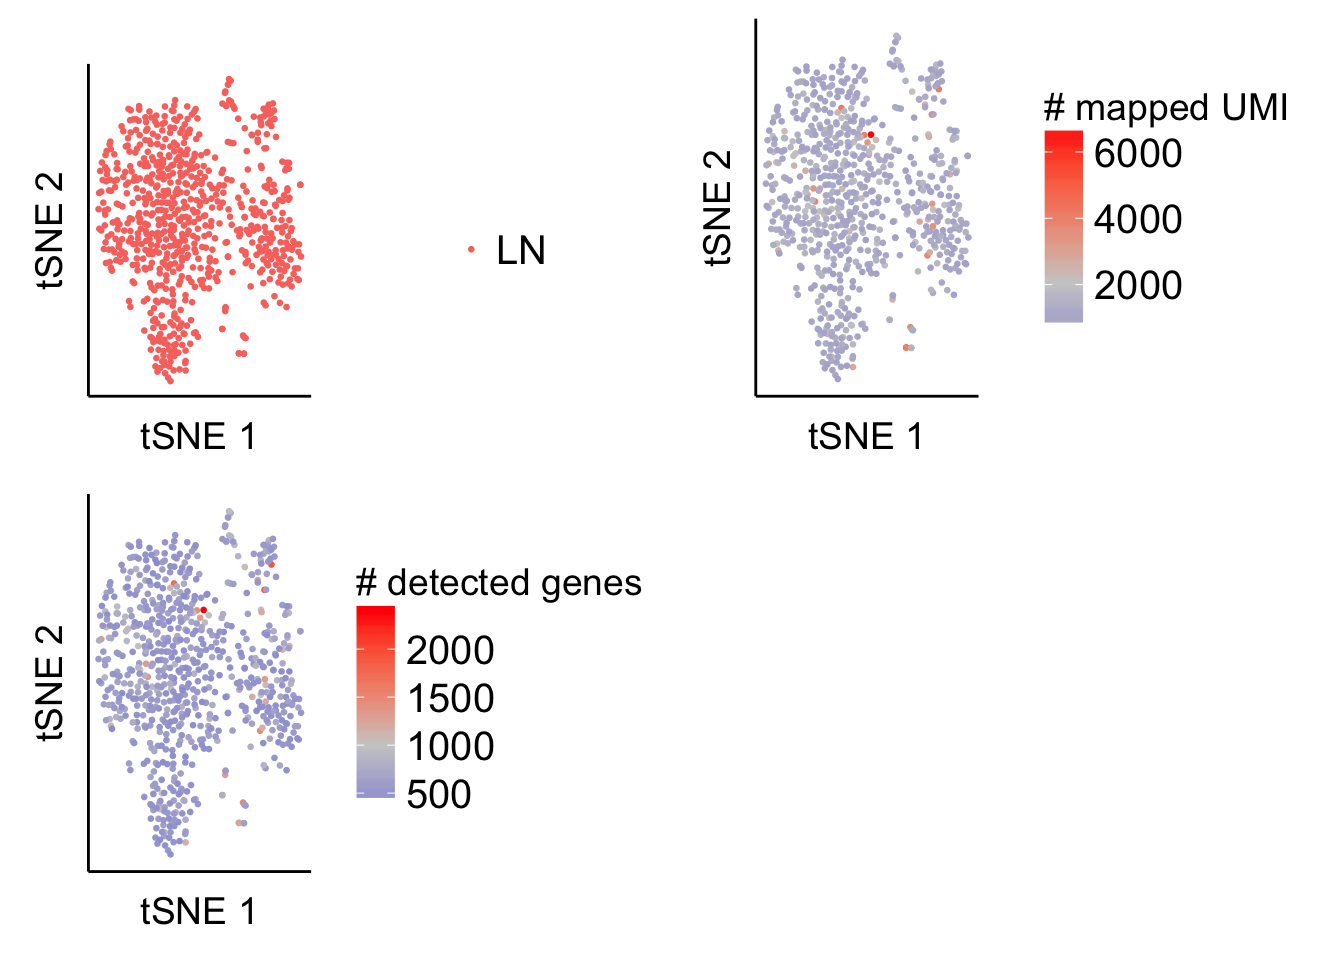 tSNE 2
tSNE 1
LN
tSNE 2
tSNE 1
# mapped UMI
6000
4000
2000
tSNE 2
tSNE 1
# detected genes
2000
1500
1000
500